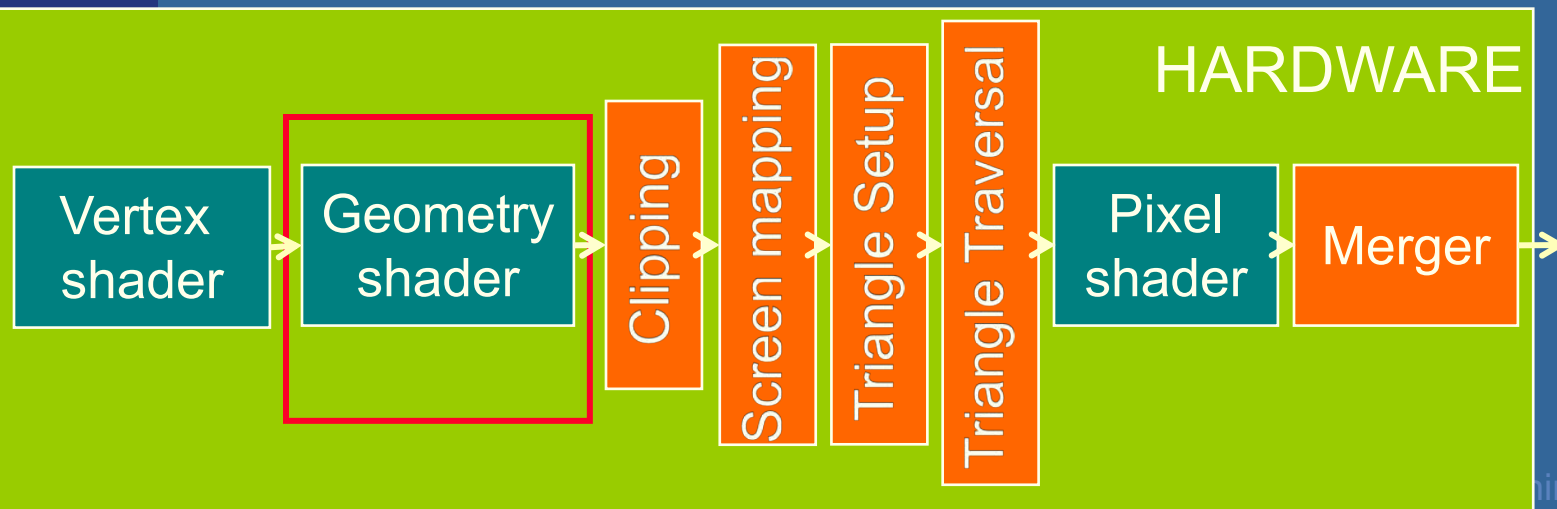 HARDWARE
Vertex
shader
Geometry
shader
Clipping
Screen mapping
Triangle Setup
Triangle Traversal
Pixel
shader
Merger